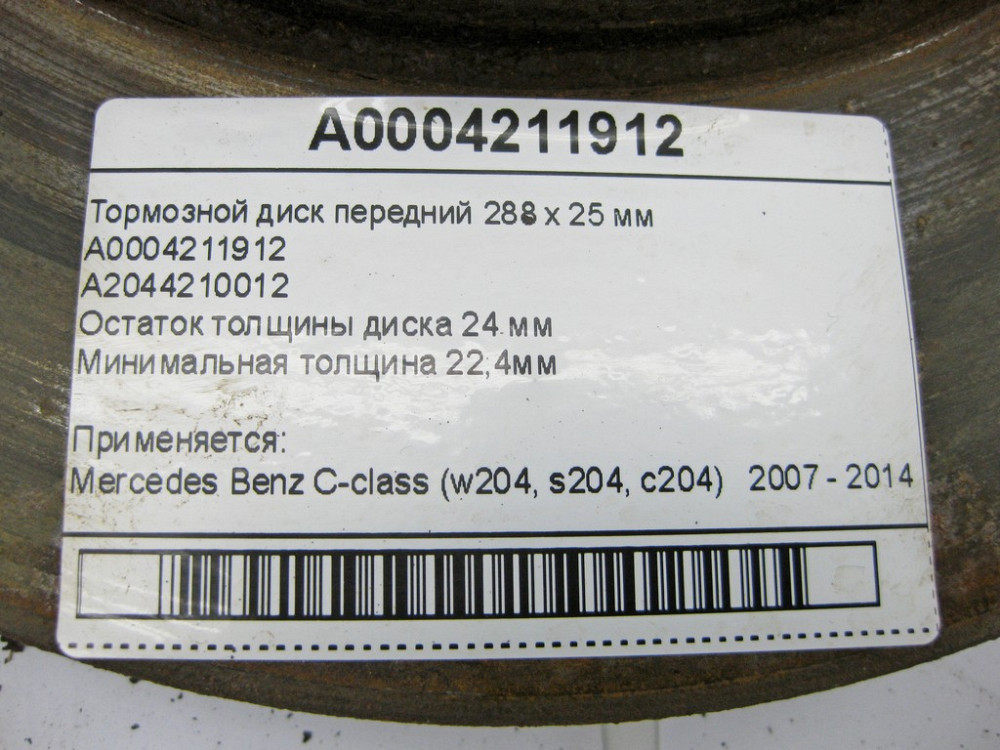 A0004211912
Тормозной диск передний 288 x 25 мм
A0004211912
A2044210012
Остаток толщины диска 24 мм
Минимальная толщина 22,4мм
Применяется:
Mercedes Benz C-class (w204, s204, c204) 2007 - 2014